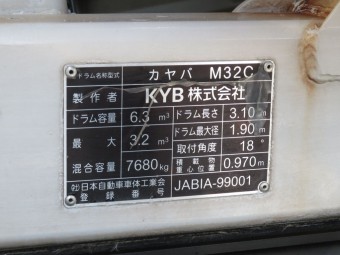 ドラム名称型式 カヤバ M32C
製作者 KYB株式会社
ドラム容量 6.3 m³ ドラム長さ 3.10 m
最大 3.2 m³ ドラム最大径 1.90 m
混合容量 7680kg 取付角度 18°
積載物重心位置 0.970m
㈳日本自動車車体工業会
登録番号 JABIA-99001